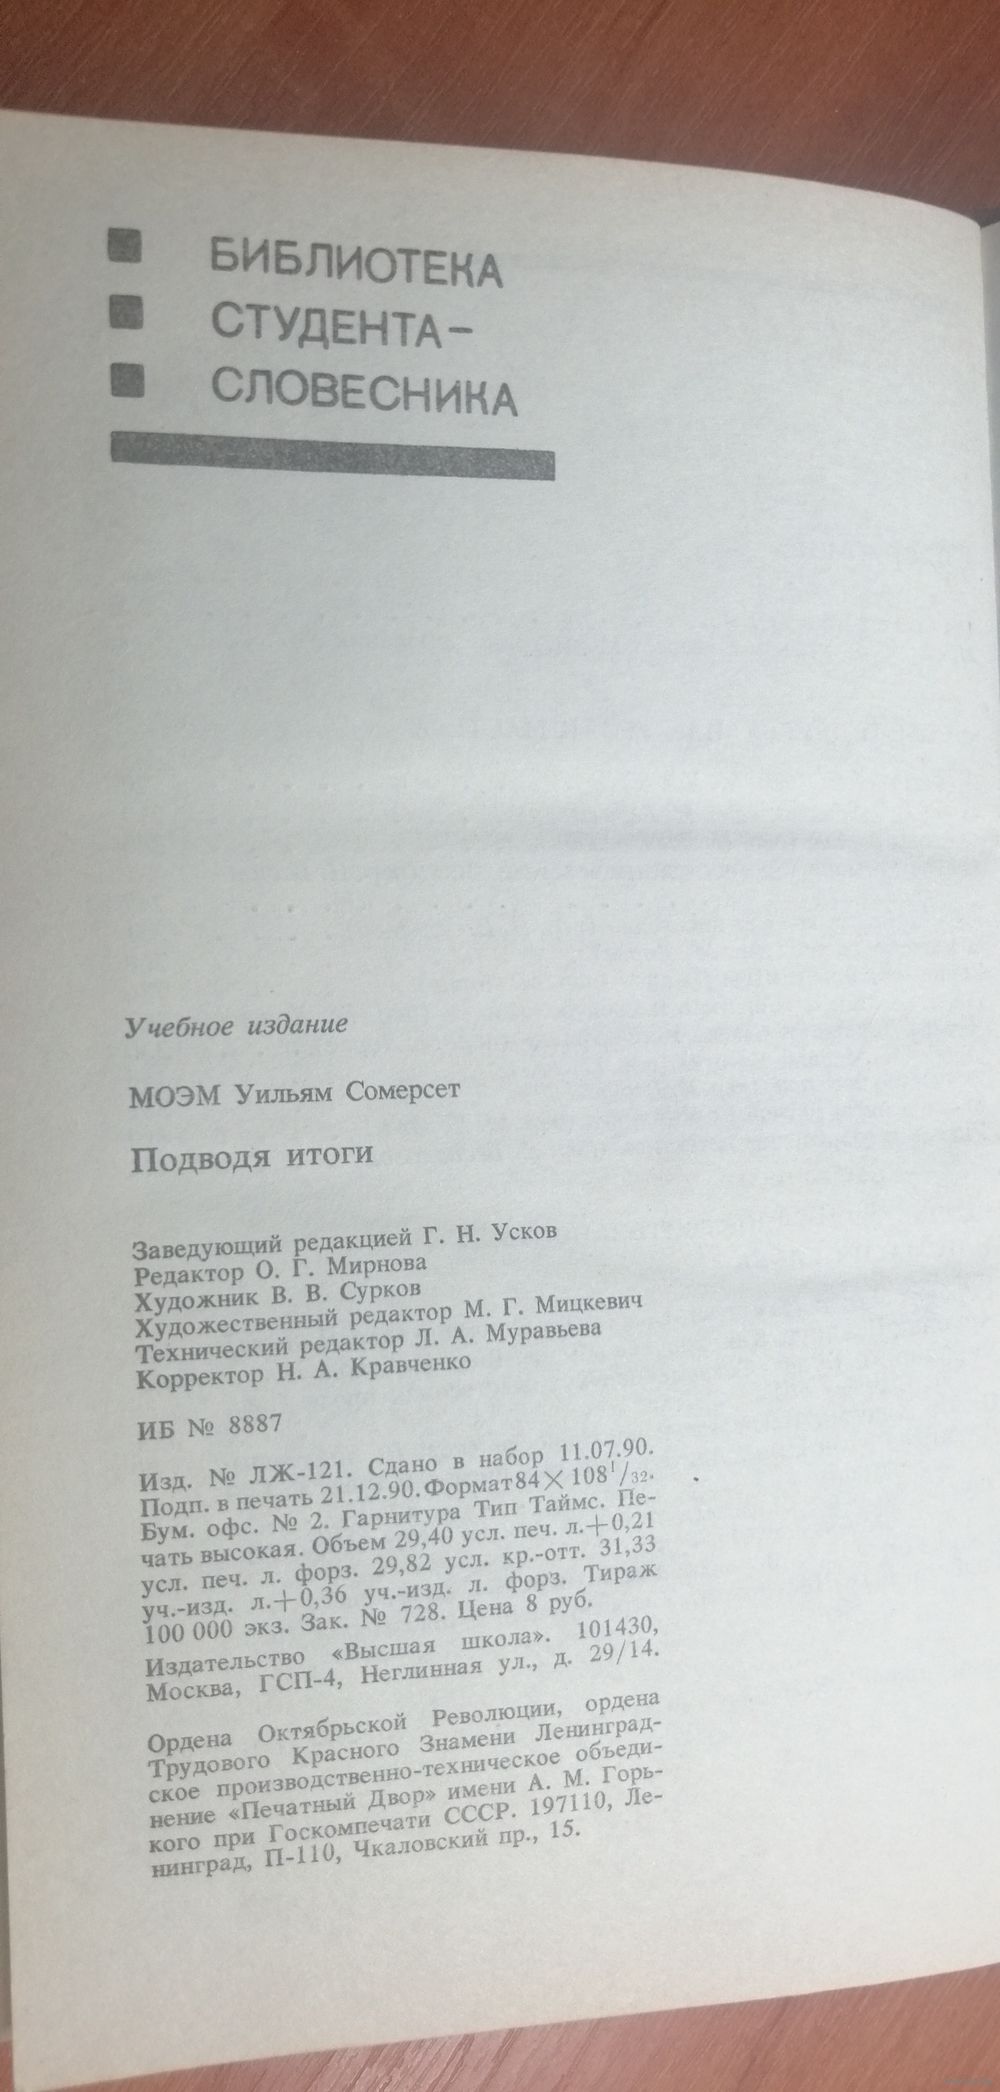 БИБЛИОТЕКА
СТУДЕНТА-
СЛОВЕСНИКА
Учебное издание
МОЭМ Уильям Сомерсет
Подводя итоги
Заведующий редакцией Г. Н. Усков
Редактор О. Г. Мирнова
Художник В. В. Сурков
Художественный редактор М. Г. Мицкевич
Технический редактор Л. А. Муравьева
Корректор Н. А. Кравченко
ИБ № 8887
Изд. № ЛЖ-121. Сдано в набор 11.07.90.
Подп. в печать 21.12.90. Формат 84×108¹/₃₂.
Бум. офс. № 2. Гарнитура Тип Таймс. Пе-
чать высокая. Объем 29,40 усл. печ. л.+0,21
усл. печ. л. форз. 29,82 усл. кр.-отт. 31,33
уч.-изд. л.+0,36 уч.-изд. л. форз. Тираж
100 000 экз. Зак. № 728. Цена 8 руб.
Издательство «Высшая школа». 101430,
Москва, ГСП-4, Неглинная ул., д. 29/14.
Ордена Октябрьской Революции, ордена
Трудового Красного Знамени Ленинград-
ское производственно-техническое объеди-
нение «Печатный Двор» имени А. М. Горь-
кого при Госкомпечати СССР. 197110, Ле-
нинград, П-110, Чкаловский пр., 15.